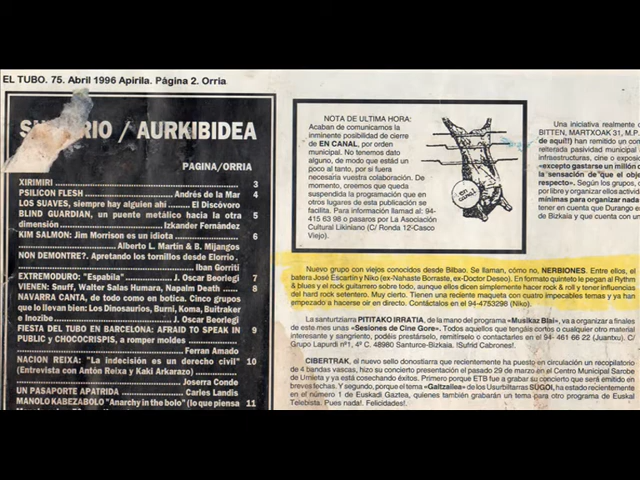 EL TUBO. 75. Abril 1996 Apirila. Página 2. Orria
RIO / AURKIBIDEA
PAGINA/ORRIA
XIRIMIRI 3
PSILICON FLESH Andrés de la Mar 4
LOS SUAVES, siempre hay alguien ahí El Discóvoro
BLIND GUARDIAN, un puente metálico hacia la otra 5
dimensión Izkander Fernández
KIM SALMON: Jim Morrison es un idiota 6
Alberto L. Martín & B. Mijangos
NON DEMONTRE?. Apretando los tornillos desde Elorrio
Iban Gorriti
EXTREMODURO: "Espabila" J. Oscar Beorlegi 7
VIENEN: Snuff, Walter Salas Humara, Napalm Death 8
NAVARRA CANTA, de todo como en botica. Cinco grupos
que lo llevan bien: Los Dinosaurios, Burni, Koma, Buitraker
e Inozibe J. Oscar Beorlegi
FIESTA DEL TUBO EN BARCELONA: AFRAID TO SPEAK IN 9
PUBLIC y CHOCOCRISPIS, a romper moldes
Ferran Amado
NACION REIXA: "La indecisión es un derecho civil" 10
(Entrevista con Antón Reixa y Kaki Arkarazo)
Joserra Conde
UN PASAPORTE APATRIDA Carles Landis
MANOLO KABEZABOLO "Anarchy in the bolo" (lo que piensa 11
NOTA DE ULTIMA HORA:
Acaban de comunicarnos la
inminente posibilidad de cierre
de EN CANAL, por orden
municipal. No tenemos dato
alguno, de modo que estad un
poco al tanto, por si fuera
necesaria vuestra colaboración. De
momento, creemos que queda
suspendida la programación que en
otros lugares de esta publicación se
facilita. Para información llamad al: 94-
415 63 98 o pasaros por La Asociación
Cultural Likiniano (C/ Ronda 12-Casco
Viejo).
en canal
Una iniciativa realmente
BITTEN, MARTXOAK 31, M.P.
de aquí!!) han remitido un com
reiterada pasividad municipal
infraestructuras, cine o exp
«excepto gastarse un millón
la sensación de que el obje
respecto». Según los grupos,
por libre y organizar ellos activid
mínimas para organizar nada
tener en cuenta que Durango e
de Bizkaia y que cuenta con u
Nuevo grupo con viejos conocidos desde Bilbao. Se llaman, cómo no, NERBIONES. Entre ellos, el
batera José Escartín y Niko (ex-Nahaste Borraste, ex-Doctor Deseo). En formato quinteto le pegan al Rythm
& blues y el rock guitarrero sobre todo, aunque ellos dicen simplemente hacer rock & roll y tener influencias
del hard rock setentero. Muy cierto. Tienen una reciente maqueta con cuatro impecables temas y ya han
empezado a hacerse oir en directo. Contáctales en el 94-4753298 (Niko).
La santurtziarra PITITAKO IRRATIA, de la mano del programa «Musikaz Blai», va a organizar a finales
de este mes unas «Sesiones de Cine Gore». Todos aquellos que tengáis cortos o cualquier otro material
interesante y sangriento, podéis prestárselo, remitírselo o contactarles en el 94- 461 66 22 (Juantxu). C/
Grupo Lapurdi nº1, 4º C. 48980 Santurce-Bizkaia. !Sufrid Cabrones!.
CIBERTRAK, el nuevo sello donostiarra que recientemente ha puesto en circulación un recopilatorio
de 4 bandas vascas, hizo su concierto presentación el pasado 29 de marzo en el Centro Municipal Sarobe
de Urnieta y ya está cosechando éxitos. Primero porque ETB fue a grabar su concierto que será emitido en
breves fechas. Y segundo, porque el tema «Galtzailea» de los Usurbiltarras SÜGOI, ha estado recientemente
en el número 1 de Euskadi Gaztea, quienes también grabarán un tema para otro programa de Euskal
Telebista. Pues nada!. Felicidades!.